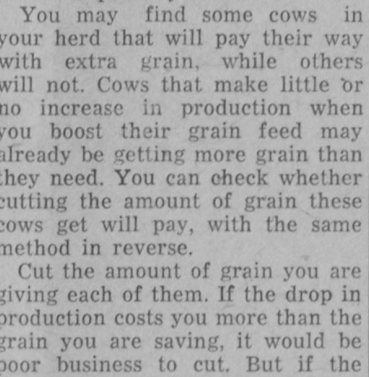 You may find some cows in
your herd that will pay their way
with extra grain, while others
will not. Cows that make little or
no increase in production when
you boost their grain feed may
already be getting more grain than
they need. You can check whether
cutting the amount of grain these
cows get will pay, with the same
method in reverse.
Cut the amount of grain you are
giving each of them. If the drop in
production costs you more than the
grain you are saving, it would be
poor business to cut. But if the